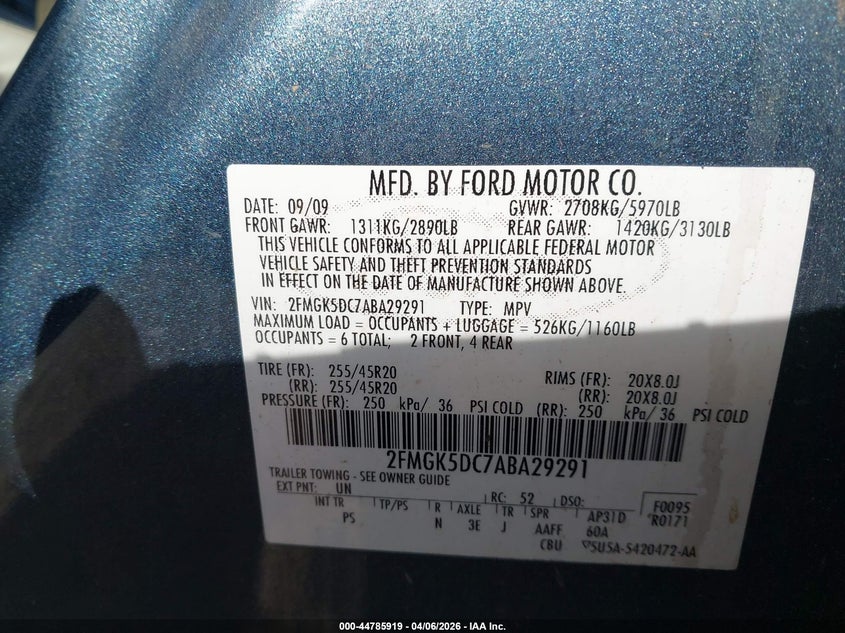 MFD. BY FORD MOTOR CO.
DATE: 09/09 GVWR: 2708KG/5970LB
FRONT GAWR: 1311KG/2890LB REAR GAWR: 1420KG/3130LB
THIS VEHICLE CONFORMS TO ALL APPLICABLE FEDERAL MOTOR
VEHICLE SAFETY AND THEFT PREVENTION STANDARDS
IN EFFECT ON THE DATE OF MANUFACTURE SHOWN ABOVE.
VIN: 2FMGK5DC7ABA29291 TYPE: MPV
MAXIMUM LOAD = OCCUPANTS + LUGGAGE = 526KG/1160LB
OCCUPANTS = 6 TOTAL; 2 FRONT, 4 REAR
TIRE (FR): 255/45R20 RIMS (FR): 20X8.0J
(RR): 255/45R20 (RR): 20X8.0J
PRESSURE (FR): 250 kPa/ 36 PSI COLD (RR): 250 kPa/ 36 PSI COLD
2FMGK5DC7ABA29291
TRAILER TOWING - SEE OWNER GUIDE
EXT PNT: UN RC: 52 DSO: F0095
INT TR TP/PS R AXLE TR SPR AP31D R0171
PS N 3E J AAFF 60A
CBU 5U5A-5420472-AA
000-44785919 - 04/06/2026 - IAA Inc.